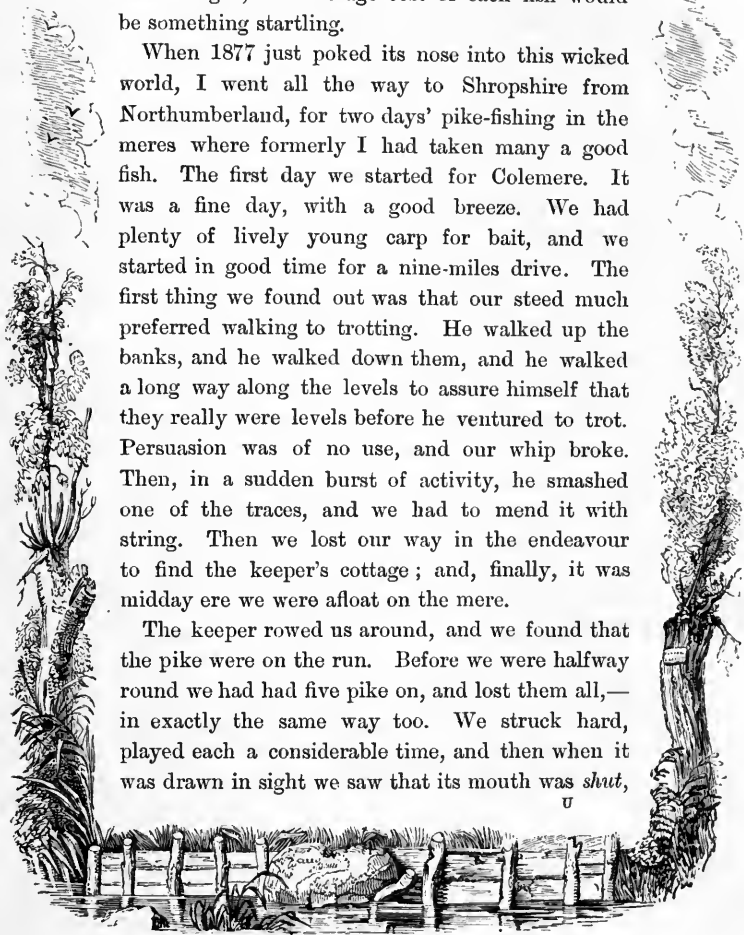 be something startling.
When 1877 just poked its nose into this wicked
world, I went all the way to Shropshire from
Northumberland, for two days' pike-fishing in the
meres where formerly I had taken many a good
fish. The first day we started for Colemere. It
was a fine day, with a good breeze. We had
plenty of lively young carp for bait, and we
started in good time for a nine-miles drive. The
first thing we found out was that our steed much
preferred walking to trotting. He walked up the
banks, and he walked down them, and he walked
a long way along the levels to assure himself that
they really were levels before he ventured to trot.
Persuasion was of no use, and our whip broke.
Then, in a sudden burst of activity, he smashed
one of the traces, and we had to mend it with
string. Then we lost our way in the endeavour
to find the keeper's cottage ; and, finally, it was
midday ere we were afloat on the mere.
The keeper rowed us around, and we found that
the pike were on the run. Before we were halfway
round we had had five pike on, and lost them all,—
in exactly the same way too. We struck hard,
played each a considerable time, and then when it
was drawn in sight we saw that its mouth was shut,
U